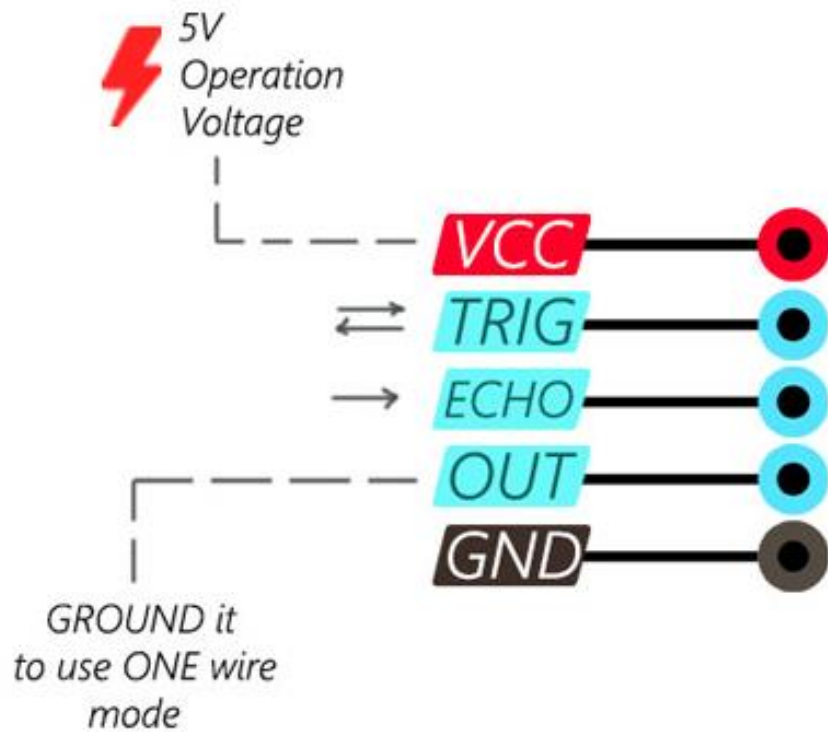 5V
Operation
Voltage
VCC
TRIG
ECHO
OUT
GND
GROUND it
to use ONE wire
mode